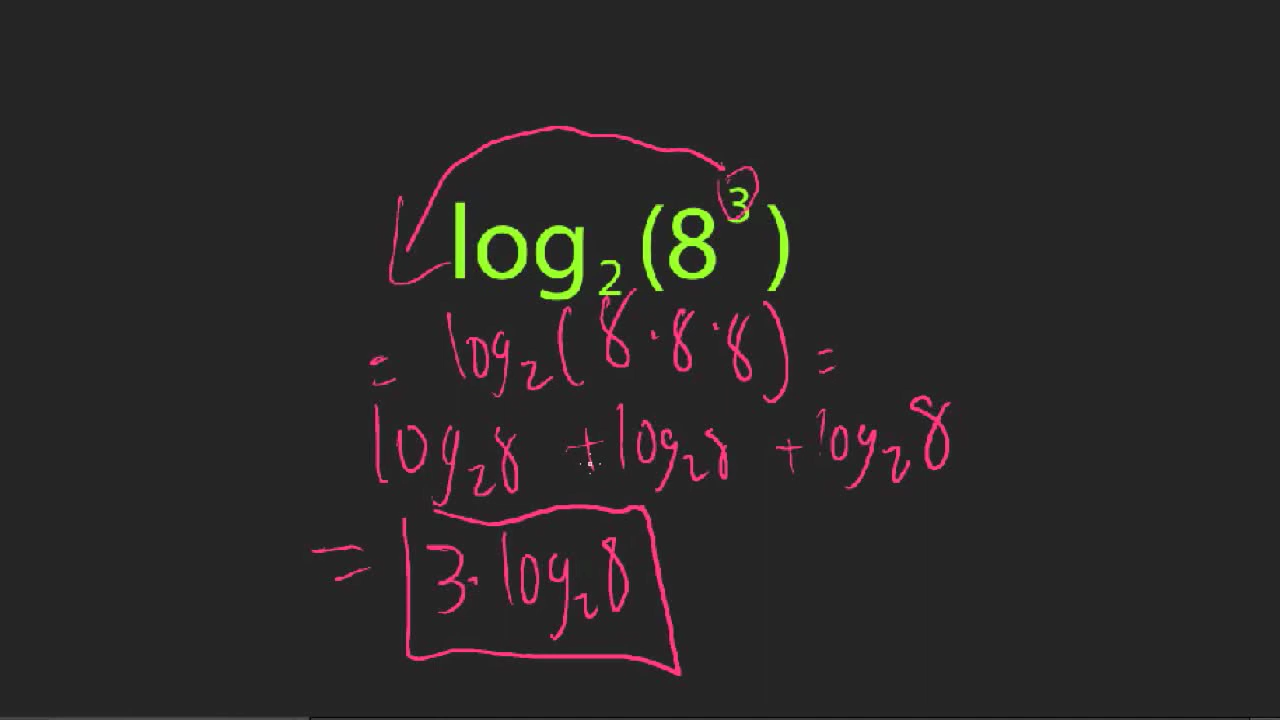 log₂(8³)
= log₂(8·8·8) =
log₂8 + log₂8 + log₂8
= 3·log₂8